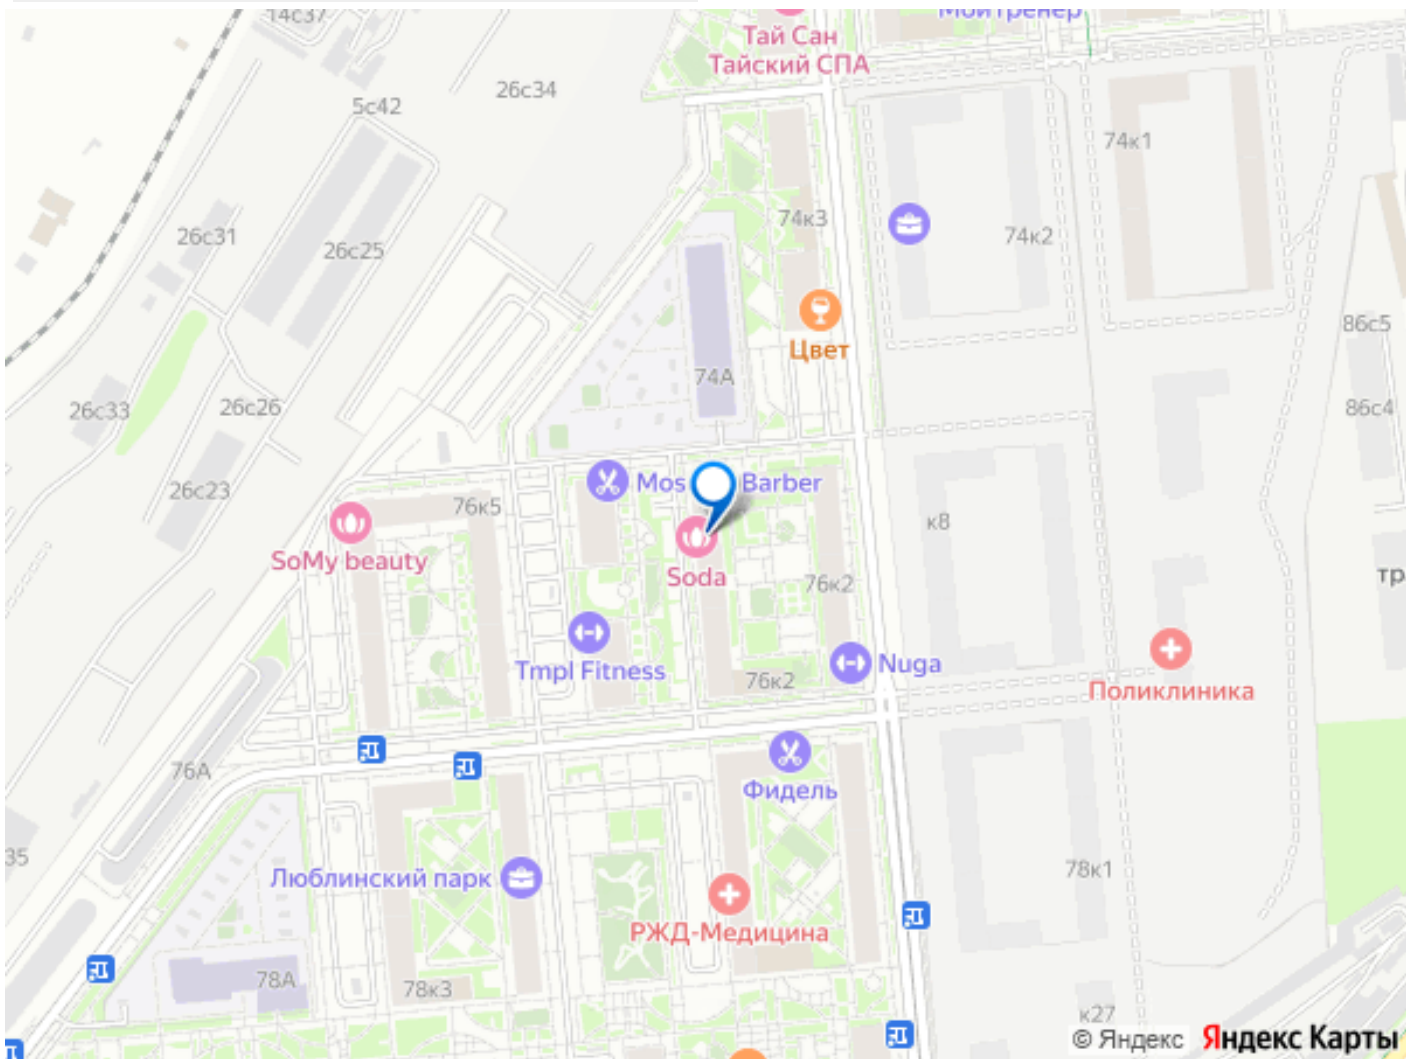 14с37
Мой Тренер
Тай Сан
Тайский СПА
26с34
5с42
74к1
74к3
26с31
74к2
26с25
86с5
Цвет
74А
26с33
26с26
86с4
26с23
76к5
Barber
к8
SoMy beauty
Soda
76к2
Tmpl Fitness
Nuga
76к2
Поликлиника
76А
Фидель
35
78к1
Люблинский парк
РЖД-Медицина
78А
78к3
к27
© Яндекс
Яндекс Карты